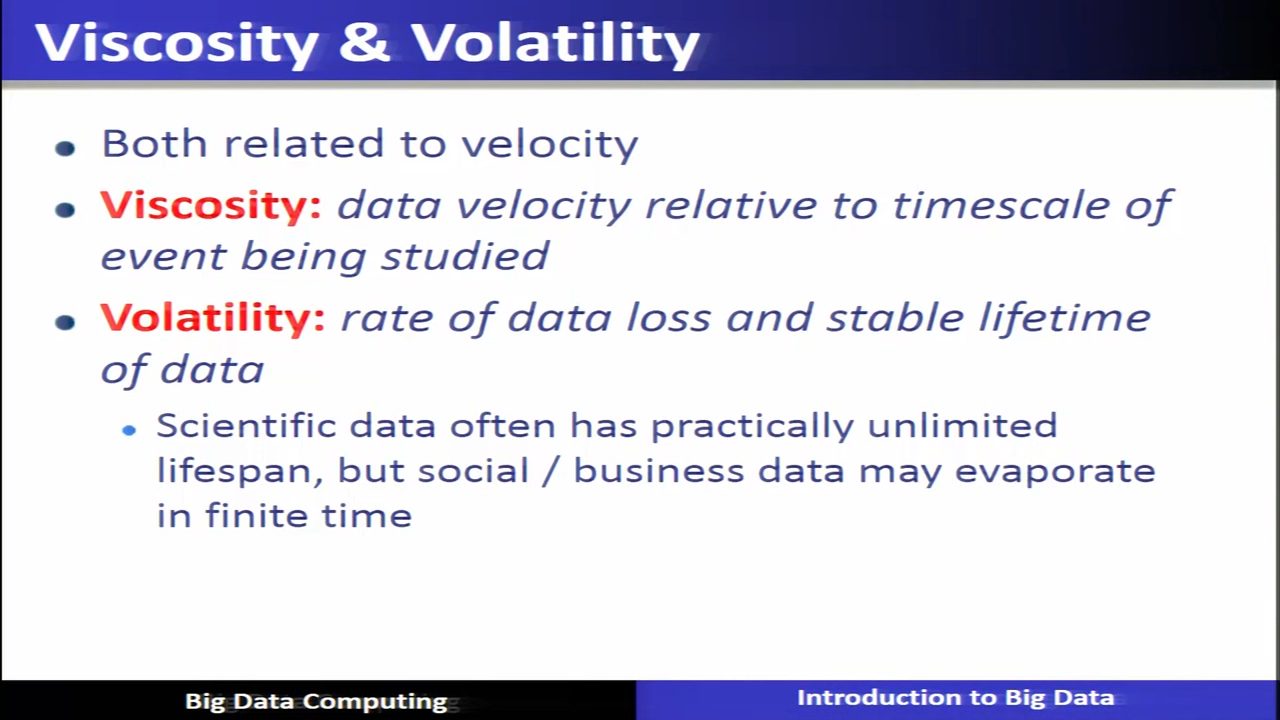 Viscosity & Volatility
Both related to velocity
Viscosity: data velocity relative to timescale of
event being studied
Volatility: rate of data loss and stable lifetime
of data
Scientific data often has practically unlimited
lifespan, but social / business data may evaporate
in finite time
Big Data Computing
Introduction to Big Data